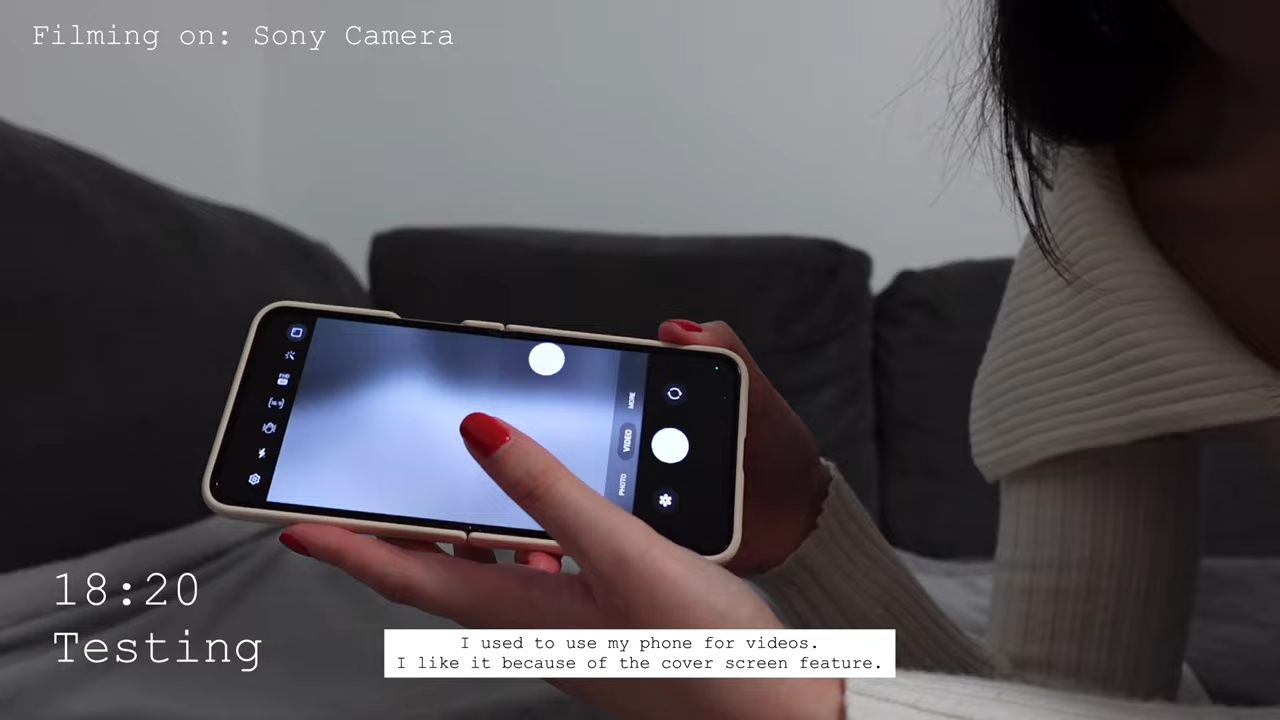 Filming on: Sony Camera
MORE
VIDEO
PHOTO
18:20
Testing
I used to use my phone for videos.
I like it because of the cover screen feature.